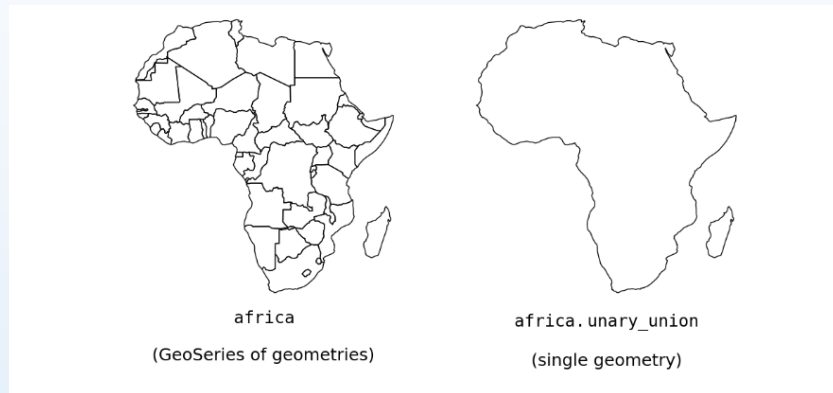 africa
(GeoSeries of geometries)
africa.unary_union
(single geometry)